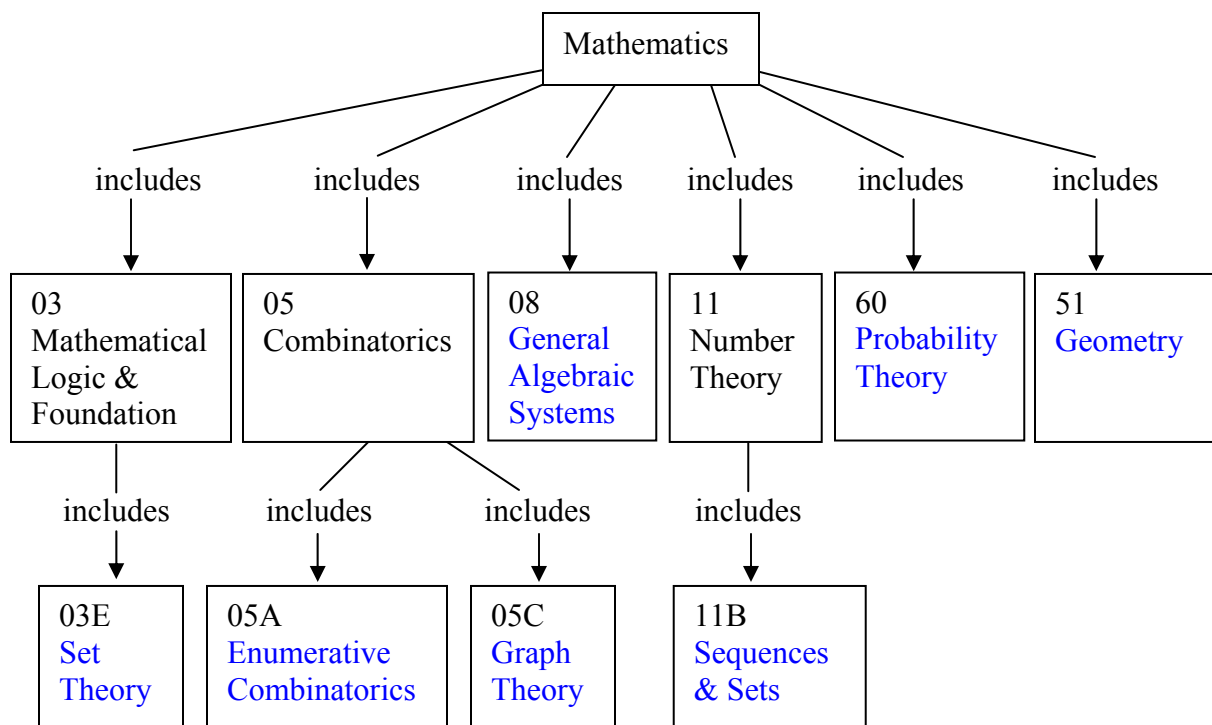 Mathematics
includes includes includes includes includes includes
03
Mathematical
Logic &
Foundation
05
Combinatorics
08
General
Algebraic
Systems
11
Number
Theory
60
Probability
Theory
51
Geometry
includes includes includes includes
03E
Set
Theory
05A
Enumerative
Combinatorics
05C
Graph
Theory
11B
Sequences
& Sets